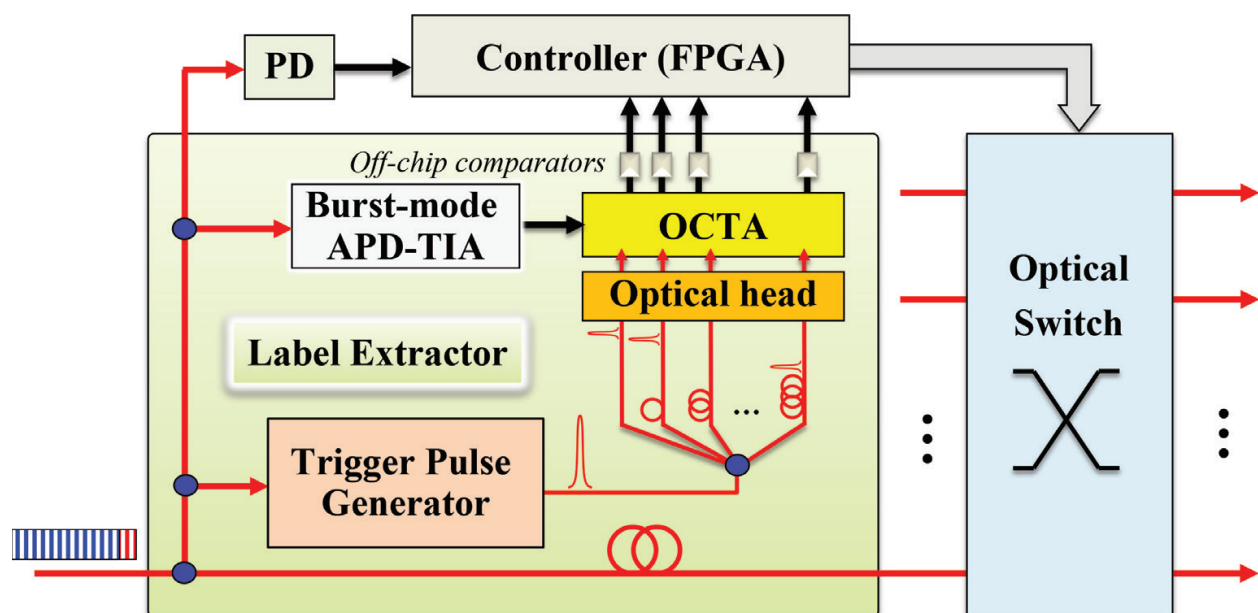 PD
Controller (FPGA)
Off-chip comparators
Burst-mode
APD-TIA
OCTA
Optical head
Label Extractor
...
Trigger Pulse
Generator
Optical
Switch